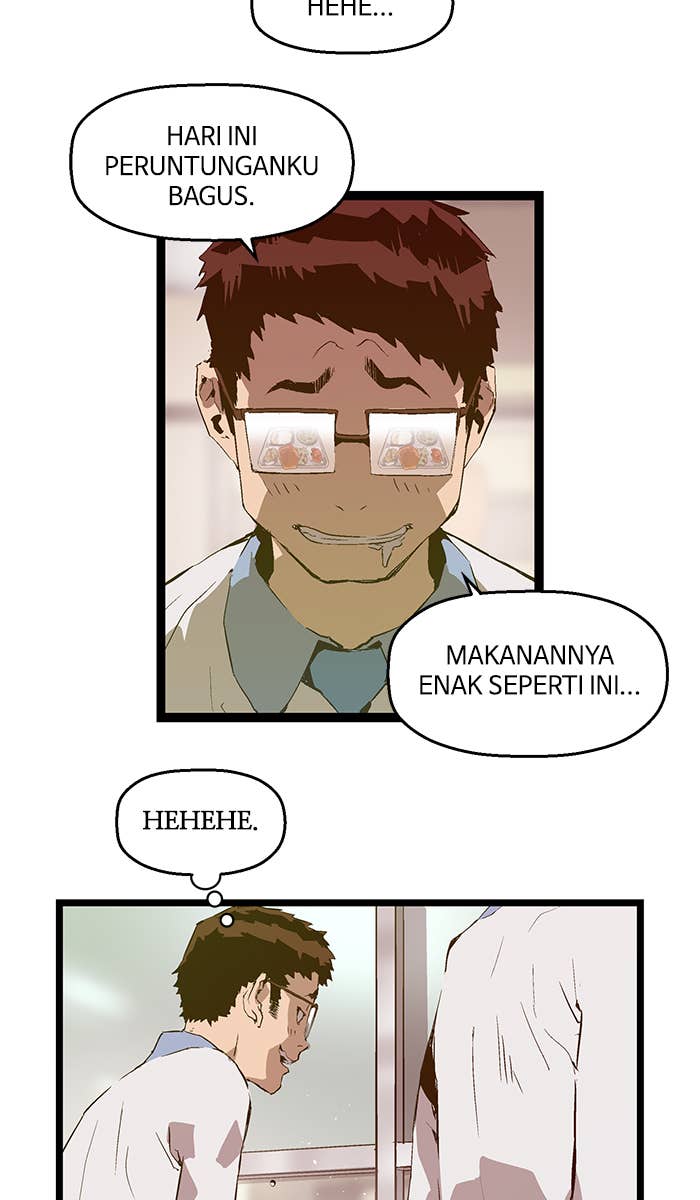 HEHE...
HARI INI
PERUNTUNGANKU
BAGUS.
MAKANANNYA
ENAK SEPERTI INI...
HEHEHE.